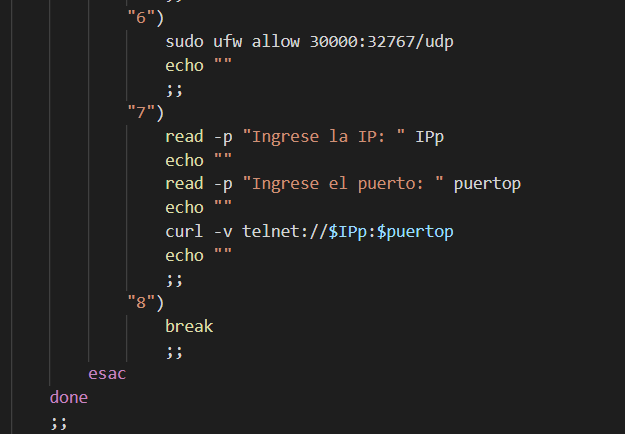 ;;
"6")
sudo ufw allow 30000:32767/udp
echo ""
;;
"7")
read -p "Ingrese la IP: " IPp
echo ""
read -p "Ingrese el puerto: " puertop
echo ""
curl -v telnet://$IPp:$puertop
echo ""
;;
"8")
break
;;
esac
done
;;